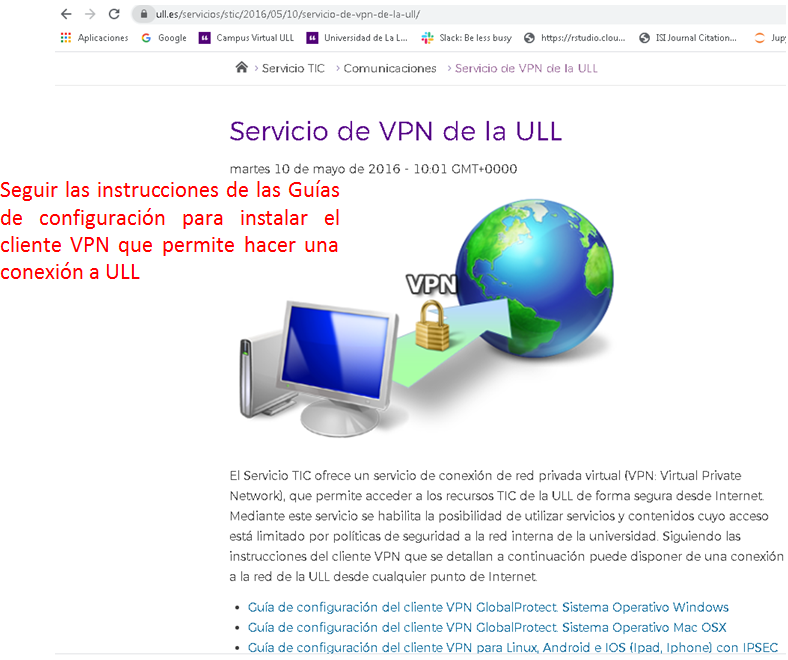 ull.es/servicios/stic/2016/05/10/servicio-de-vpn-de-la-ull/
Aplicaciones Google Campus Virtual ULL Universidad de La L... Slack: Be less busy https://rstudio.clou... ISI Journal Citation... Jup
Servicio TIC > Comunicaciones > Servicio de VPN de la ULL
Servicio de VPN de la ULL
martes 10 de mayo de 2016 - 10:01 GMT+0000
Seguir las instrucciones de las Guías
de configuración para instalar el
cliente VPN que permite hacer una
conexión a ULL
VPN
El Servicio TIC ofrece un servicio de conexión de red privada virtual (VPN: Virtual Private
Network), que permite acceder a los recursos TIC de la ULL de forma segura desde Internet.
Mediante este servicio se habilita la posibilidad de utilizar servicios y contenidos cuyo acceso
está limitado por políticas de seguridad a la red interna de la universidad. Siguiendo las
instrucciones del cliente VPN que se detallan a continuación puede disponer de una conexión
a la red de la ULL desde cualquier punto de Internet.
• Guía de configuración del cliente VPN GlobalProtect. Sistema Operativo Windows
• Guía de configuración del cliente VPN GlobalProtect. Sistema Operativo Mac OSX
• Guía de configuración del cliente VPN para Linux, Android e IOS (Ipad, Iphone) con IPSEC